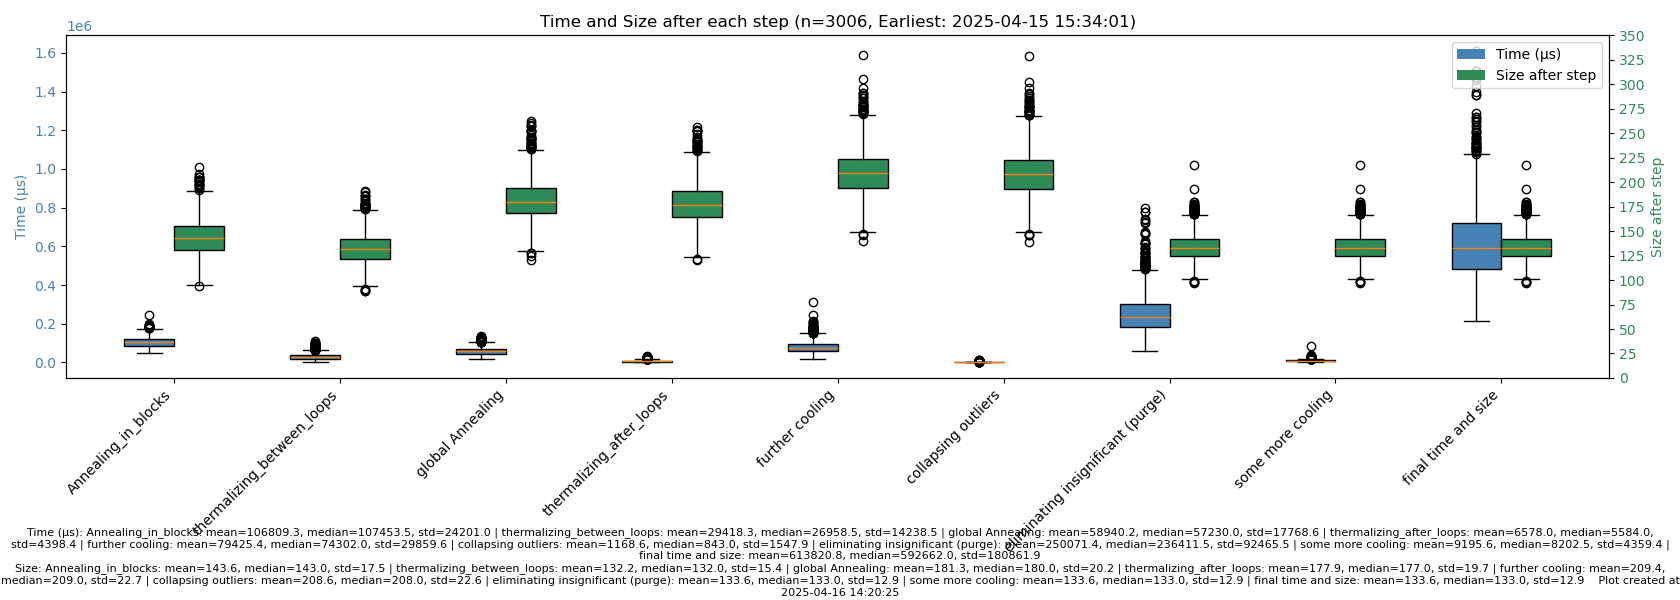 Time and Size after each step (n=3006, Earliest: 2025-04-15 15:34:01)
1e6
1.6
1.4
1.2
1.0
0.8
0.6
0.4
0.2
0.0
Time (µs)
Time (µs)
Size after step
350
325
300
275
250
225
200
175
150
125
100
75
50
25
0
Size after step
Annealing_in_blocks
thermalizing_between_loops
global Annealing
thermalizing_after_loops
further cooling
collapsing outliers
eliminating insignificant (purge)
some more cooling
final time and size
Time (µs): Annealing_in_blocks: mean=106809.3, median=107453.5, std=24201.0 | thermalizing_between_loops: mean=29418.3, median=26958.5, std=14238.5 | global Annealing: mean=58940.2, median=57230.0, std=17768.6 | thermalizing_after_loops: mean=6578.0, median=5584.0,
std=4398.4 | further cooling: mean=79425.4, median=74302.0, std=29859.6 | collapsing outliers: mean=1168.6, median=843.0, std=1547.9 | eliminating insignificant (purge): mean=250071.4, median=236411.5, std=92465.5 | some more cooling: mean=9195.6, median=8202.5, std=4359.4 |
final time and size: mean=613820.8, median=592662.0, std=180861.9
Size: Annealing_in_blocks: mean=143.6, median=143.0, std=17.5 | thermalizing_between_loops: mean=132.2, median=132.0, std=15.4 | global Annealing: mean=181.3, median=180.0, std=20.2 | thermalizing_after_loops: mean=177.9, median=177.0, std=19.7 | further cooling: mean=209.4,
median=209.0, std=22.7 | collapsing outliers: mean=208.6, median=208.0, std=22.6 | eliminating insignificant (purge): mean=133.6, median=133.0, std=12.9 | some more cooling: mean=133.6, median=133.0, std=12.9 | final time and size: mean=133.6, median=133.0, std=12.9    Plot created at
2025-04-16 14:20:25